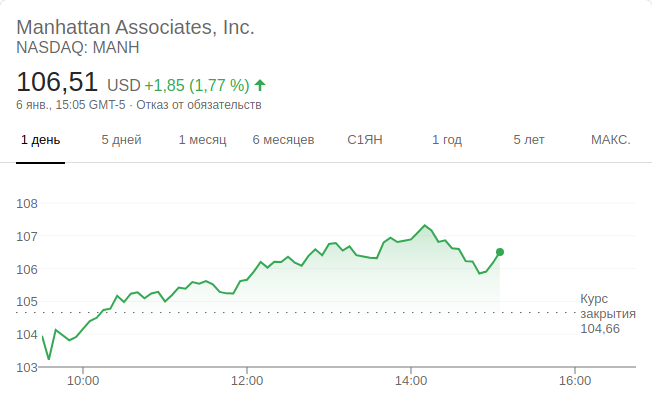 Manhattan Associates, Inc.
NASDAQ: MANH
106,51 USD +1,85 (1,77 %)
6 янв., 15:05 GMT-5 · Отказ от обязательств
1 день 5 дней 1 месяц 6 месяцев С1ЯН 1 год 5 лет МАКС.
108
107
106
105
104
103
Курс
закрытия
104,66
10:00 12:00 14:00 16:00